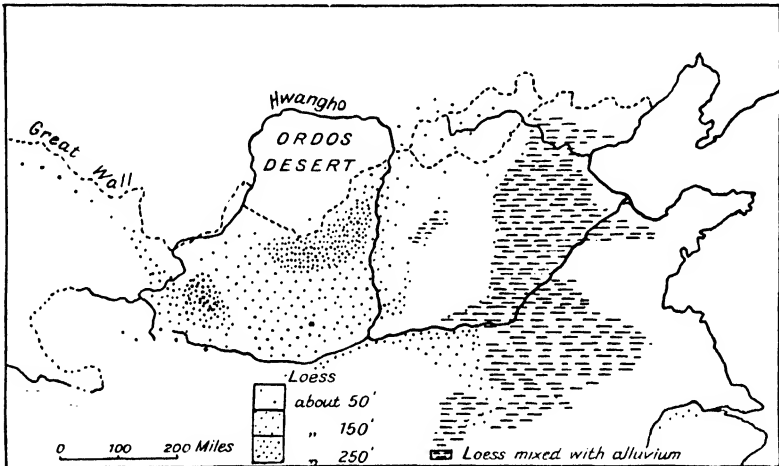 Hwangho
Great Wall
ORDOS
DESERT
Loess
about 50'
„ 150'
„ 250'
0 100 200 Miles
Loess mixed with alluvium